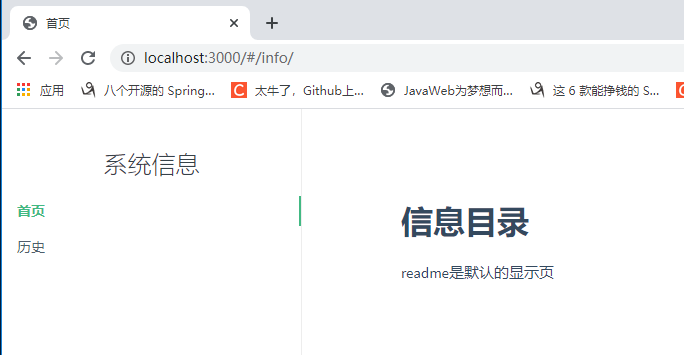 首页
localhost:3000/#/info/
应用 八个开源的 Spring... 太牛了，Github上... JavaWeb为梦想而... 这 6 款能挣钱的 S...
系统信息
首页
历史
信息目录
readme是默认的显示页